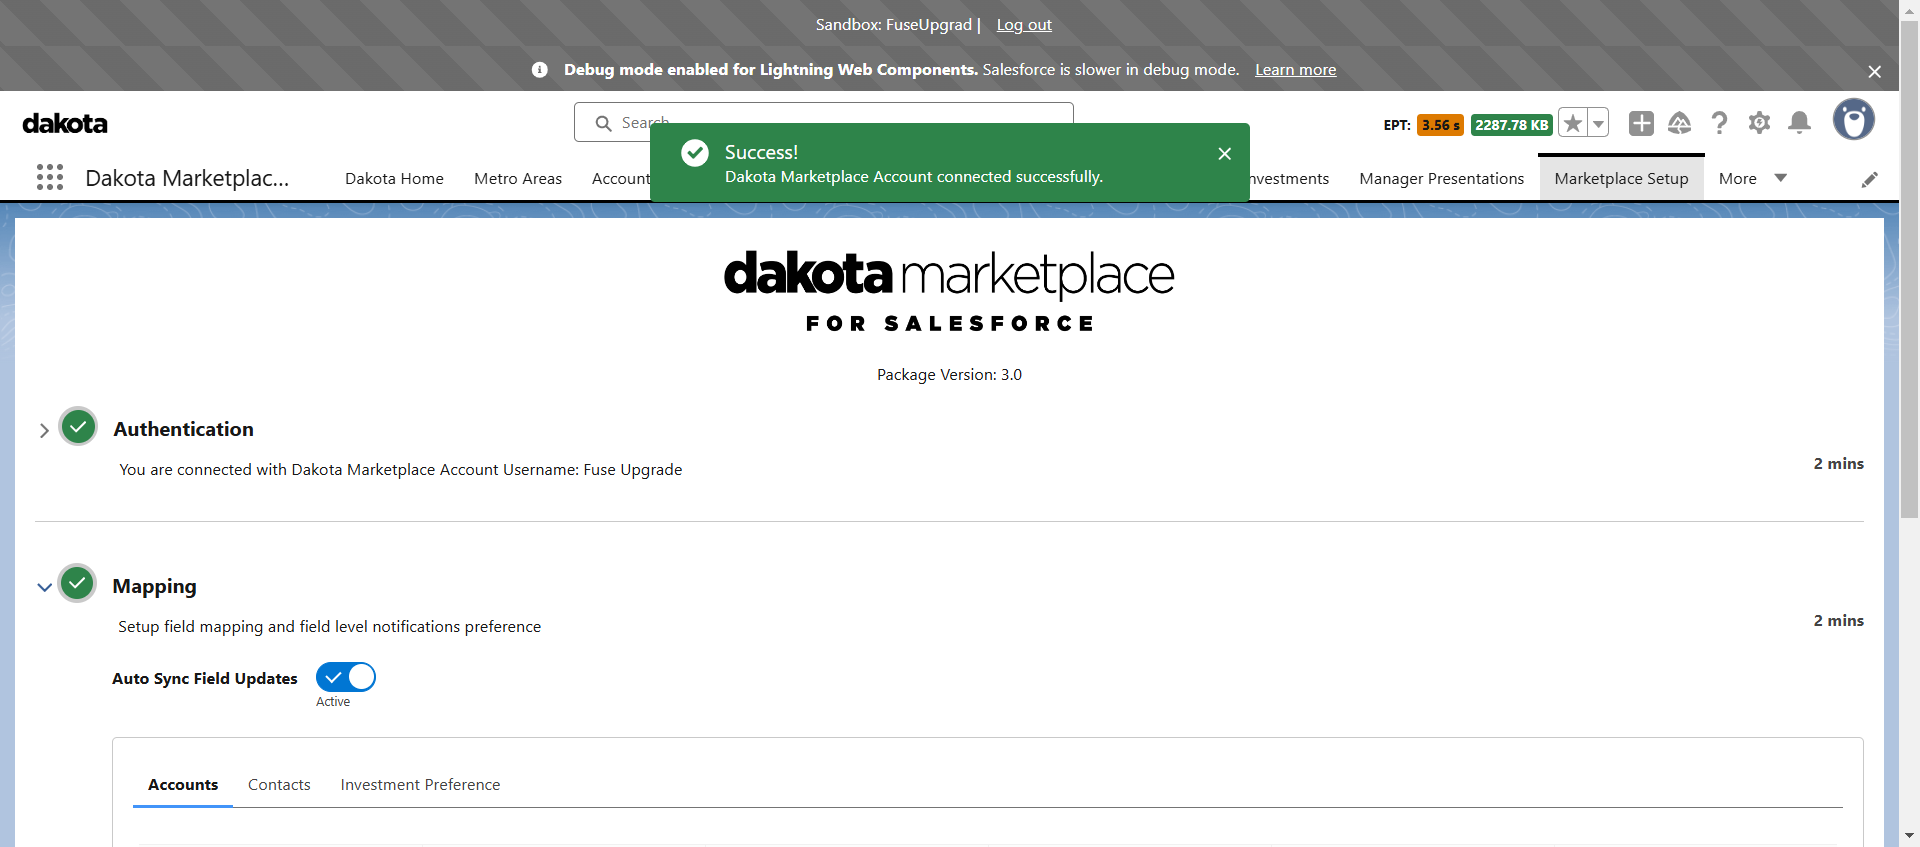 Sandbox: FuseUpgrad |   Log out
Debug mode enabled for Lightning Web Components. Salesforce is slower in debug mode.   Learn more
dakota
Search
EPT: 3.56 s 2287.78 KB
Success!
Dakota Marketplace Account connected successfully.
Dakota Marketplac...
Dakota Home   Metro Areas   Account   nvestments   Manager Presentations   Marketplace Setup   More
dakota marketplace
FOR SALESFORCE
Package Version: 3.0
Authentication
You are connected with Dakota Marketplace Account Username: Fuse Upgrade
2 mins
Mapping
Setup field mapping and field level notifications preference
2 mins
Auto Sync Field Updates
Active
Accounts   Contacts   Investment Preference